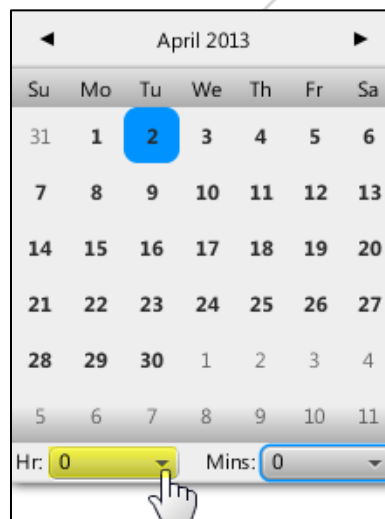 ◄ April 2013 ►
Su Mo Tu We Th Fr Sa
31 1 2 3 4 5 6
7 8 9 10 11 12 13
14 15 16 17 18 19 20
21 22 23 24 25 26 27
28 29 30 1 2 3 4
5 6 7 8 9 10 11
Hr: 0 Mins: 0